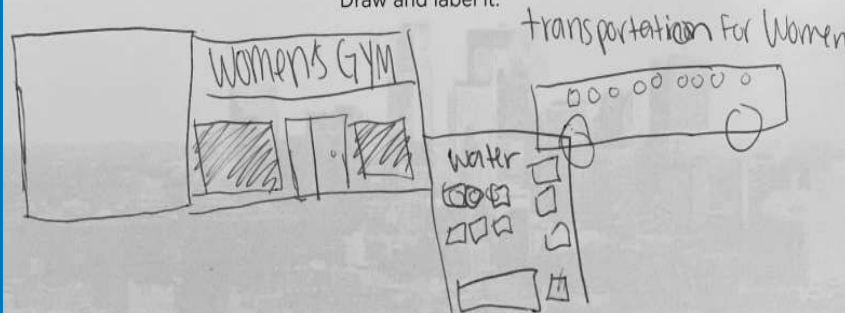 Draw and label it.
transportation For Women
Women's GYM
water